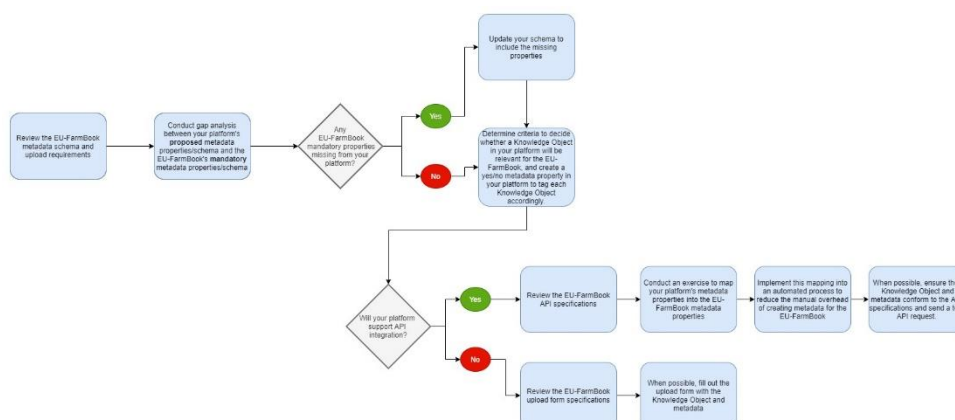 Review the EU-FarmBook
metadata schema and
upload requirements
Conduct gap analysis
between your platform's
proposed metadata
properties/schema and the
EU-FarmBook's mandatory
metadata properties/schema
Any
EU-FarmBook
mandatory properties
missing from your
platform?
Yes
No
Update your schema to
include the missing
properties
Determine criteria to decide
whether a Knowledge Object
in your platform will be
relevant for the EU-
FarmBook, and create a
yes/no metadata property in
your platform to tag each
Knowledge Object
accordingly.
Will your platform
support API
integration?
Yes
No
Review the EU-FarmBook
API specifications
Conduct an exercise to map
your platform's metadata
properties into the EU-
FarmBook metadata
properties
Implement this mapping into
an automated process to
reduce the manual overhead
of creating metadata for the
EU-FarmBook
When possible, ensure the
Knowledge Object and
metadata conform to the
specifications and send a
API request.
Review the EU-FarmBook
upload form specifications
When possible, fill out the
upload form with the
Knowledge Object and
metadata